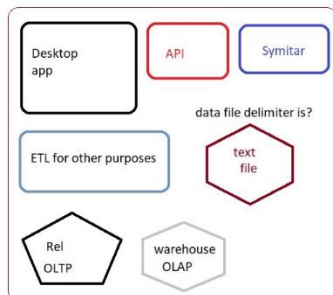 Desktop
app
API
Symitar
data file delimiter is?
ETL for other purposes
text
file
Rel
OLTP
warehouse
OLAP